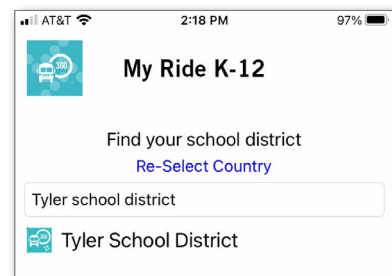 AT&T 2:18 PM 97%
360
My Ride K-12
Find your school district
Re-Select Country
Tyler school district
Tyler School District